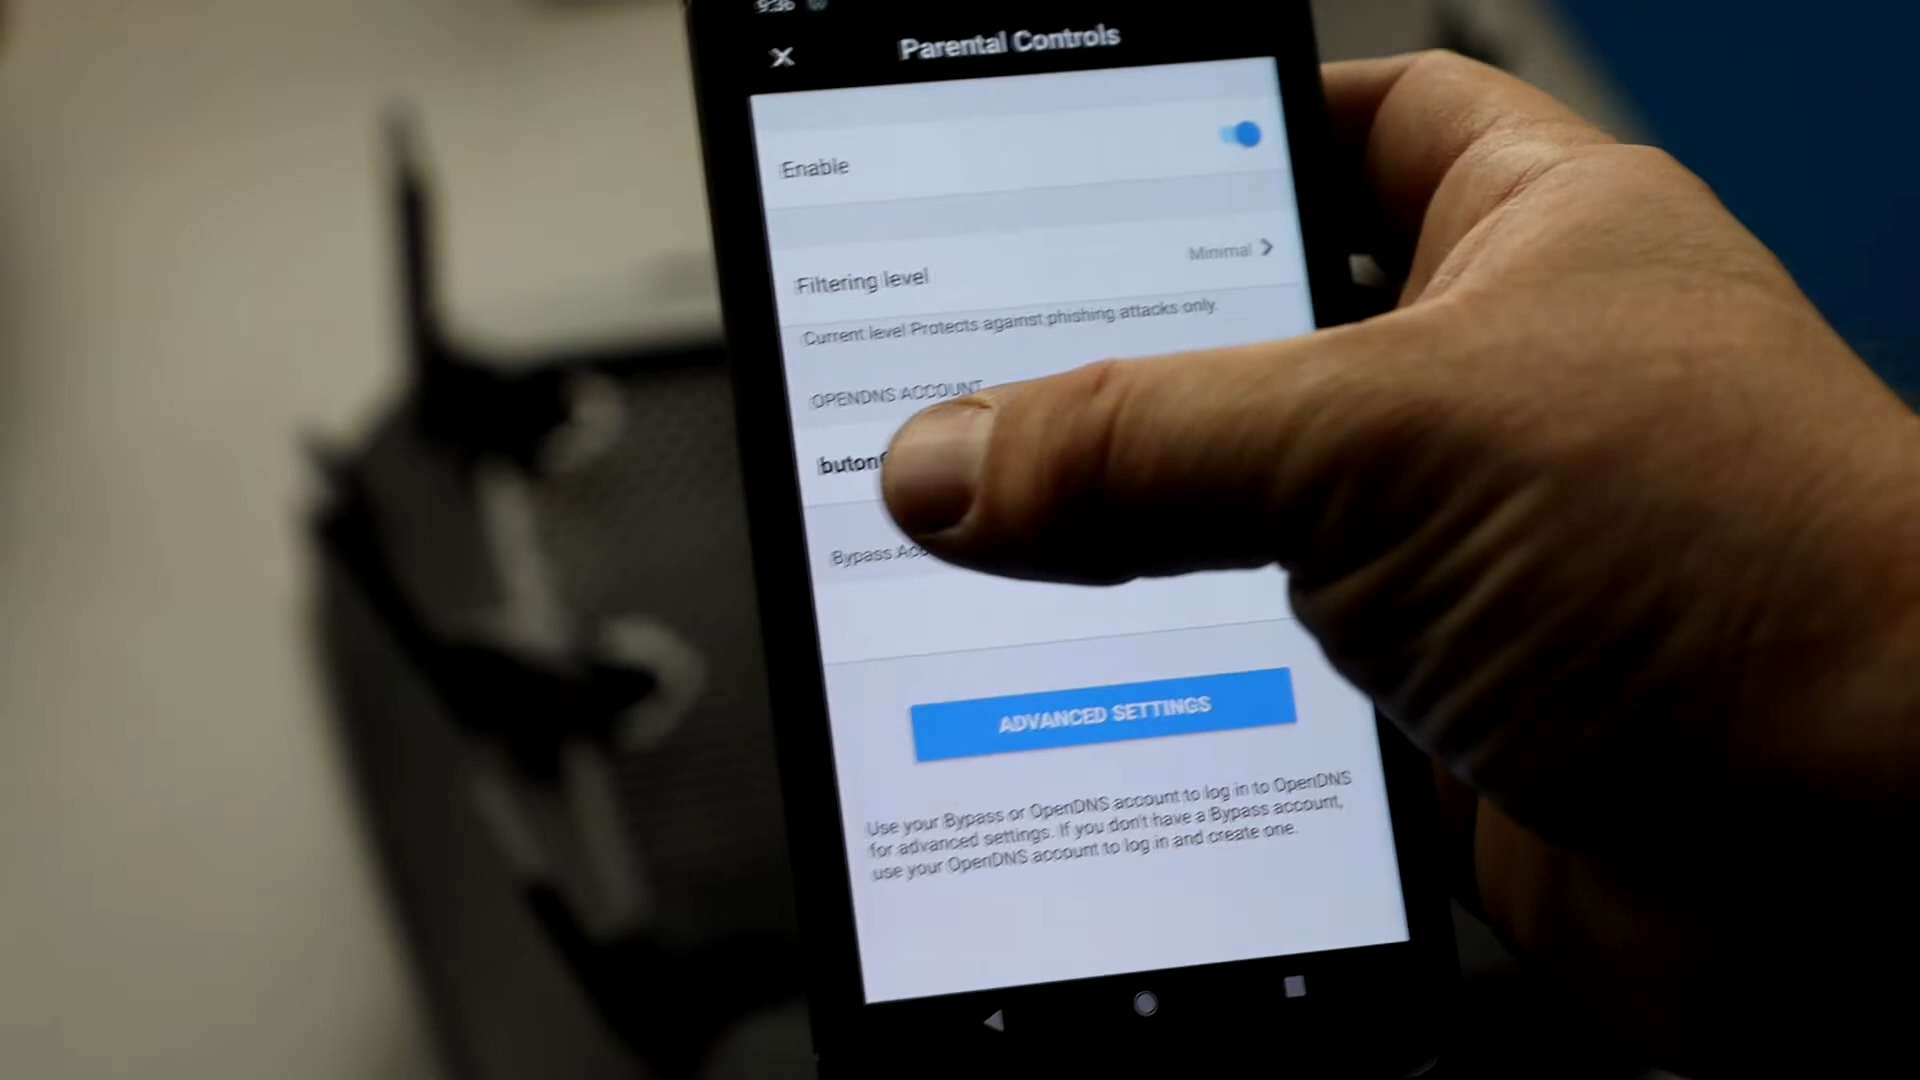 9:36
Parental Controls
Enable
Filtering level
Minimal
Current level Protects against phishing attacks only.
OPENDNS ACCOUNT
buton
Bypass
ADVANCED SETTINGS
Use your Bypass or OpenDNS account to log in to OpenDNS
for advanced settings. If you don't have a Bypass account,
use your OpenDNS account to log in and create one.